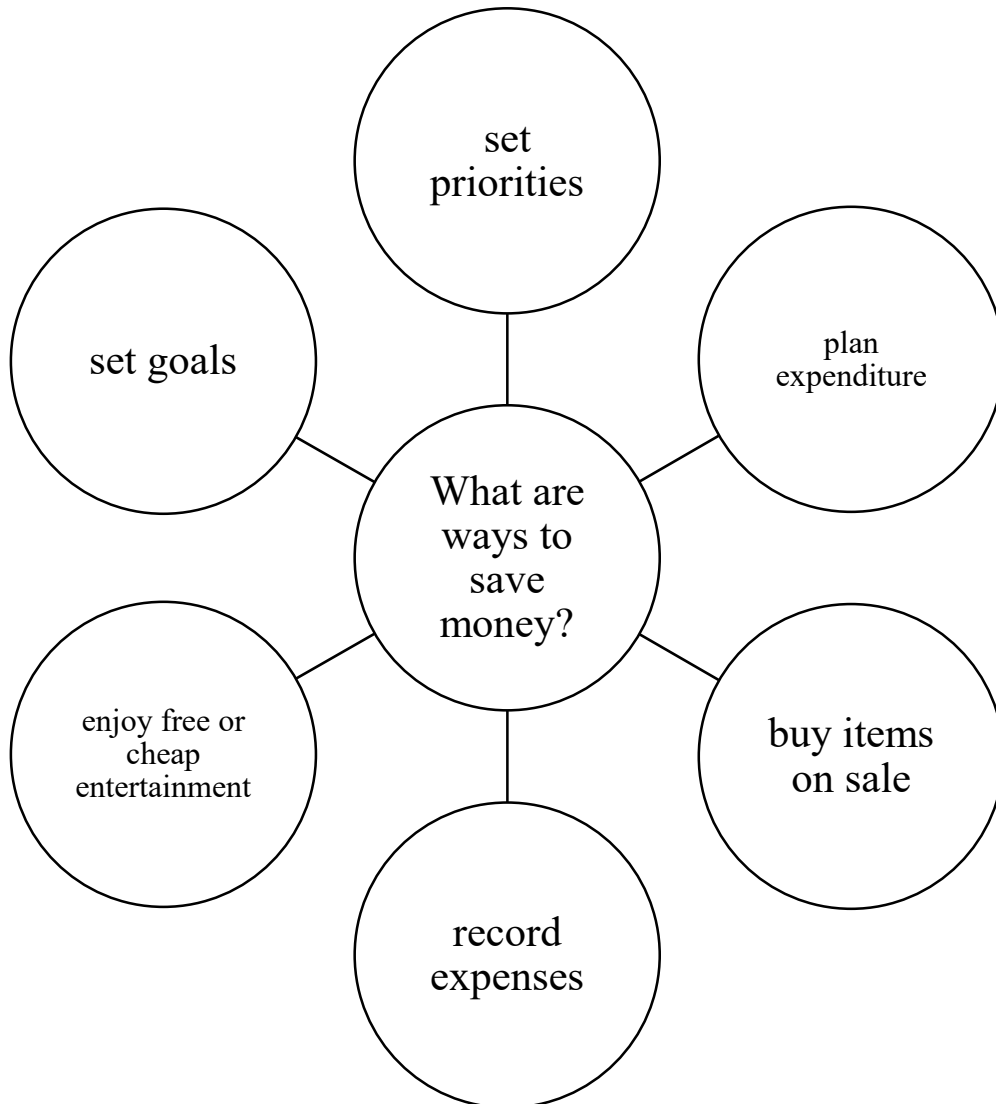 set
priorities
set goals
plan
expenditure
What are
ways to
save
money?
enjoy free or
cheap
entertainment
buy items
on sale
record
expenses